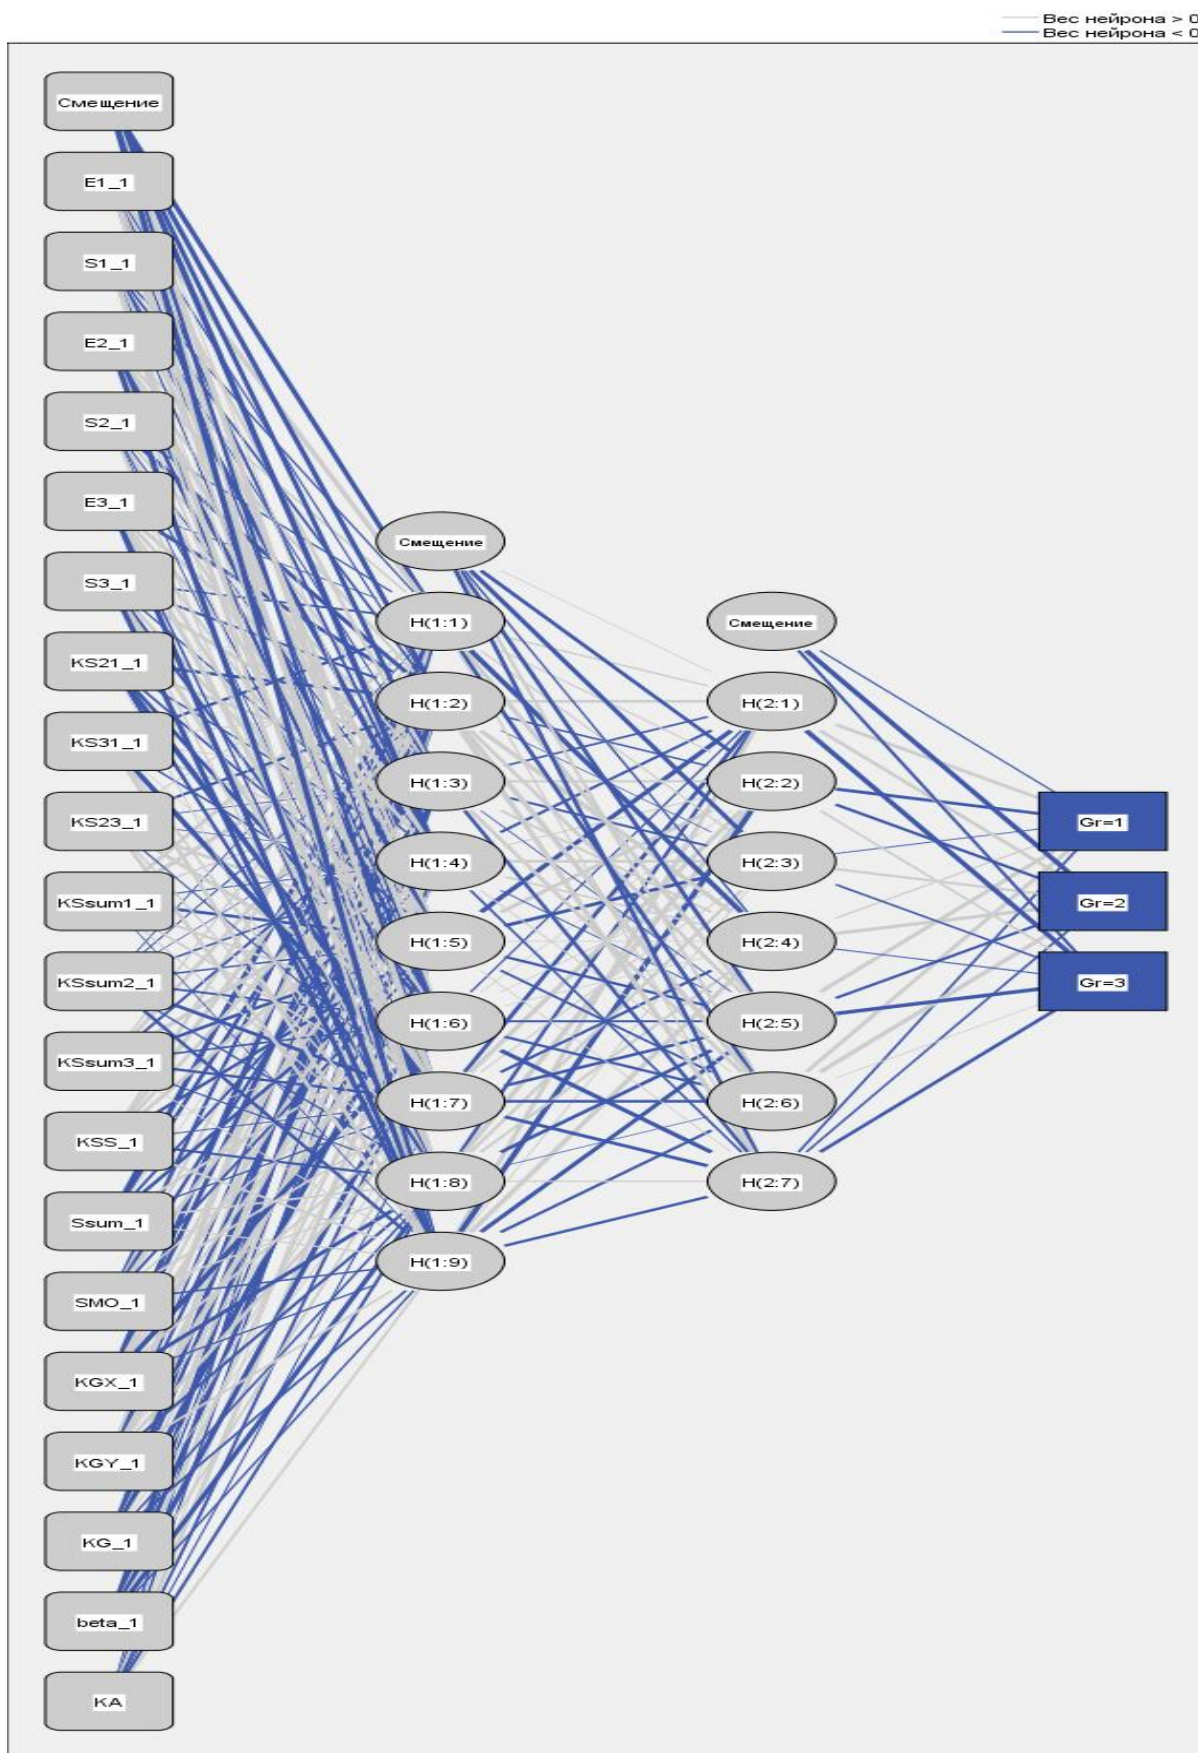 Вес нейрона > 0
Вес нейрона < 0
Смещение
E1_1
S1_1
E2_1
S2_1
E3_1
S3_1
KS21_1
KS31_1
KS23_1
KSsum1_1
KSsum2_1
KSsum3_1
KSS_1
Ssum_1
SMO_1
KGX_1
KGY_1
KG_1
beta_1
KA
Смещение
H(1:1)
H(1:2)
H(1:3)
H(1:4)
H(1:5)
H(1:6)
H(1:7)
H(1:8)
H(1:9)
Смещение
H(2:1)
H(2:2)
H(2:3)
H(2:4)
H(2:5)
H(2:6)
H(2:7)
Gr=1
Gr=2
Gr=3